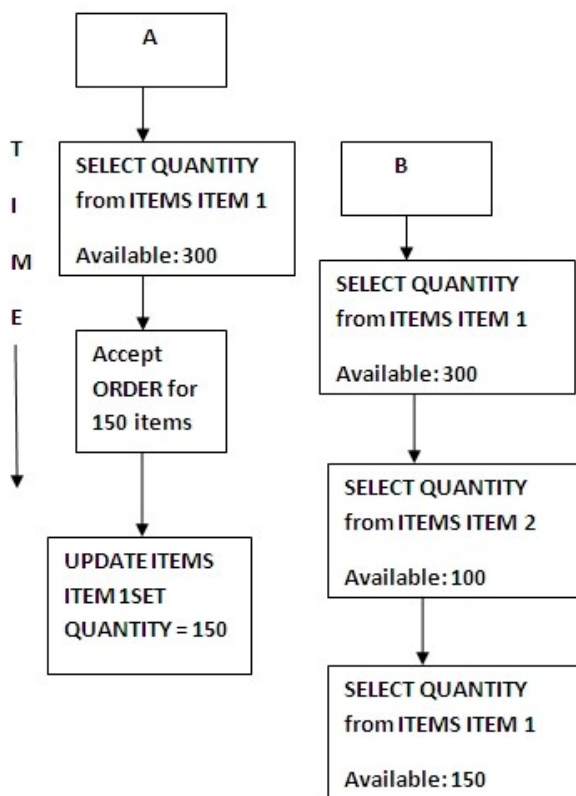 A
T
I
M
E
SELECT QUANTITY
from ITEMS ITEM 1
Available: 300
Accept
ORDER for
150 items
UPDATE ITEMS
ITEM 1SET
QUANTITY = 150
B
SELECT QUANTITY
from ITEMS ITEM 1
Available: 300
SELECT QUANTITY
from ITEMS ITEM 2
Available: 100
SELECT QUANTITY
from ITEMS ITEM 1
Available: 150